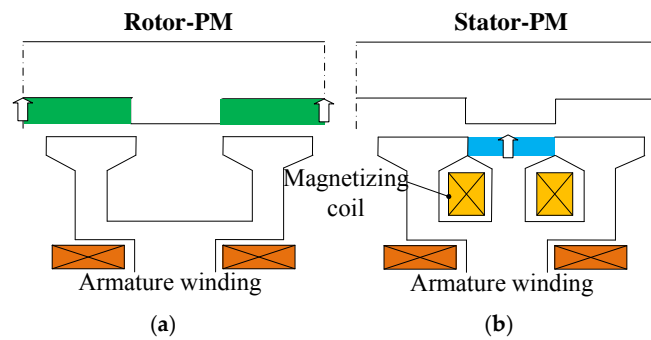 Rotor-PM
Stator-PM
Magnetizing
coil
Armature winding
Armature winding
(a)
(b)